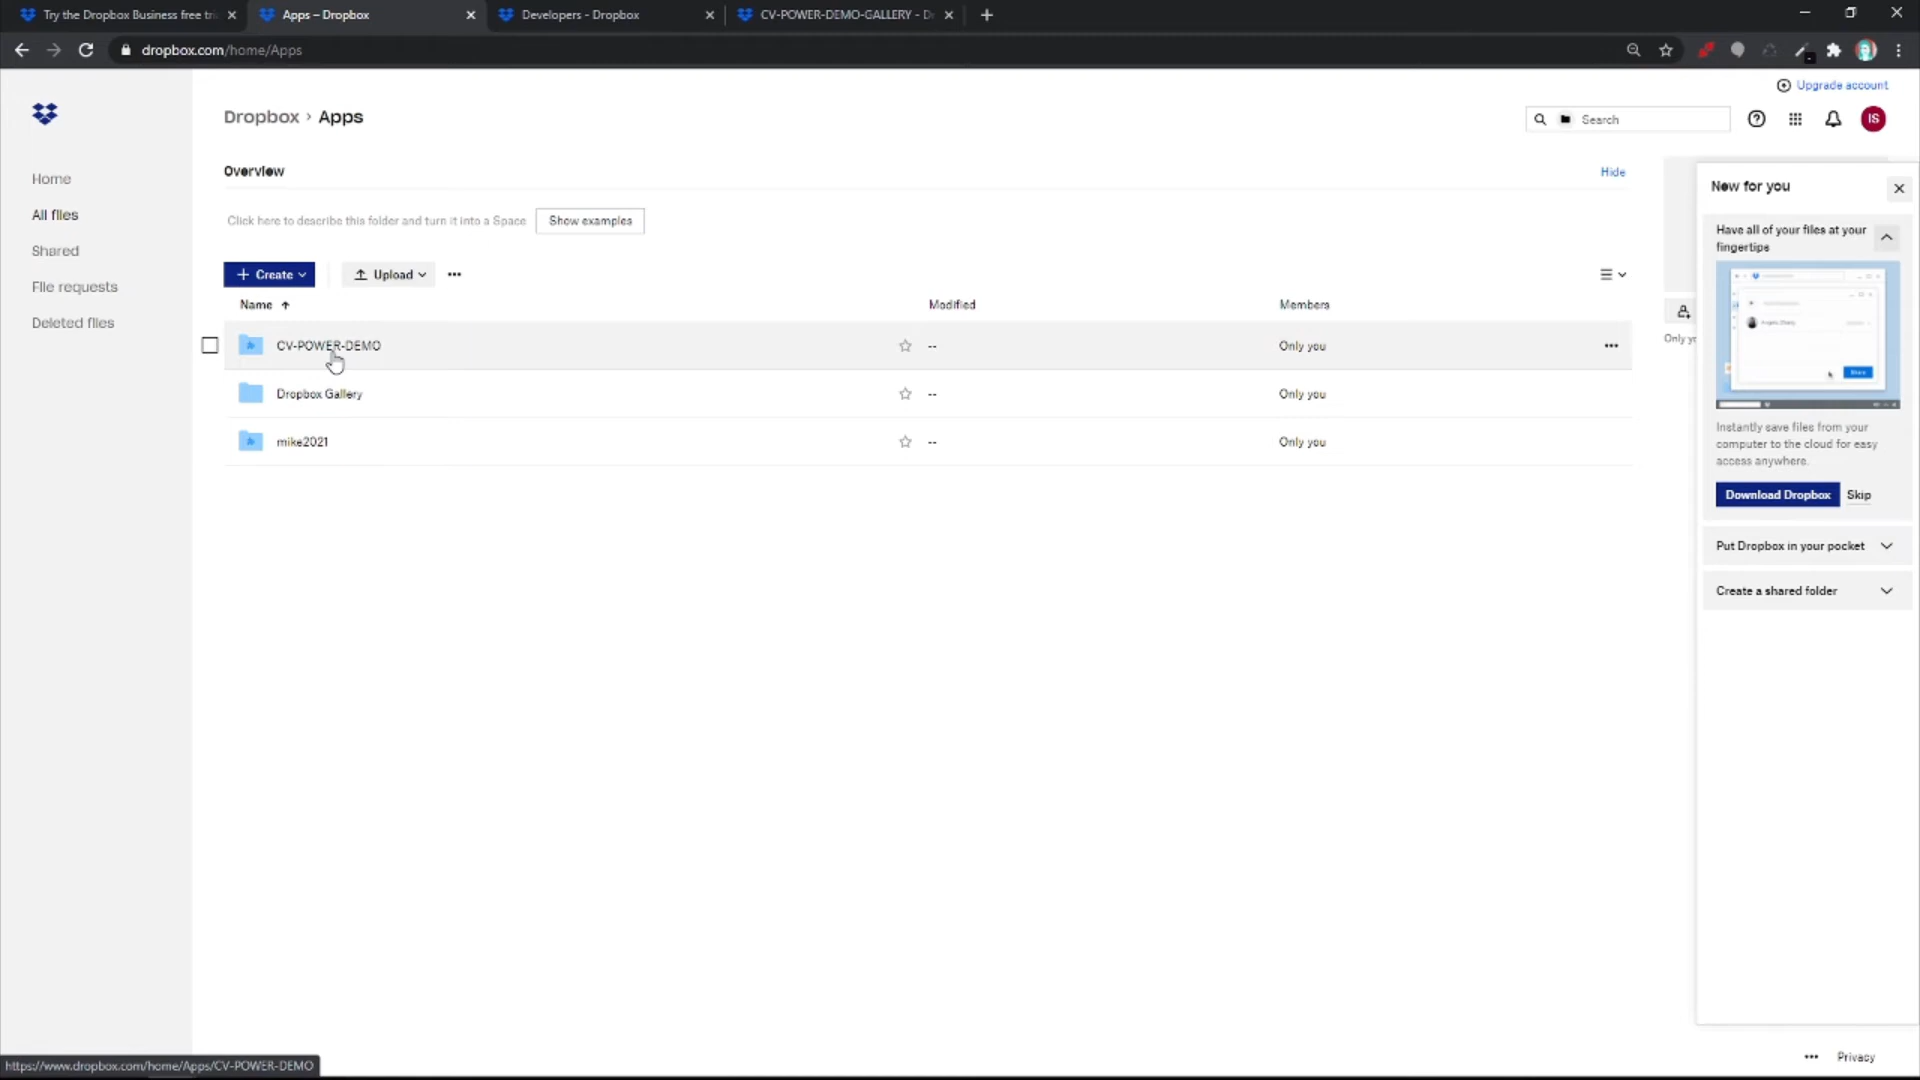 Try the Dropbox Business free tri
Apps – Dropbox
Developers - Dropbox
CV-POWER-DEMO-GALLERY - Dr
dropbox.com/home/Apps
Upgrade account
Dropbox › Apps
Search
IS
Home
All files
Shared
File requests
Deleted files
Overview
Hide
Click here to describe this folder and turn it into a Space
Show examples
Create
Upload
Name
Modified
Members
CV-POWER-DEMO
--
Only you
Dropbox Gallery
--
Only you
mike2021
--
Only you
Only yo
New for you
Have all of your files at your
fingertips
Instantly save files from your
computer to the cloud for easy
access anywhere.
Download Dropbox
Skip
Put Dropbox in your pocket
Create a shared folder
Privacy
https://www.dropbox.com/home/Apps/CV-POWER-DEMO